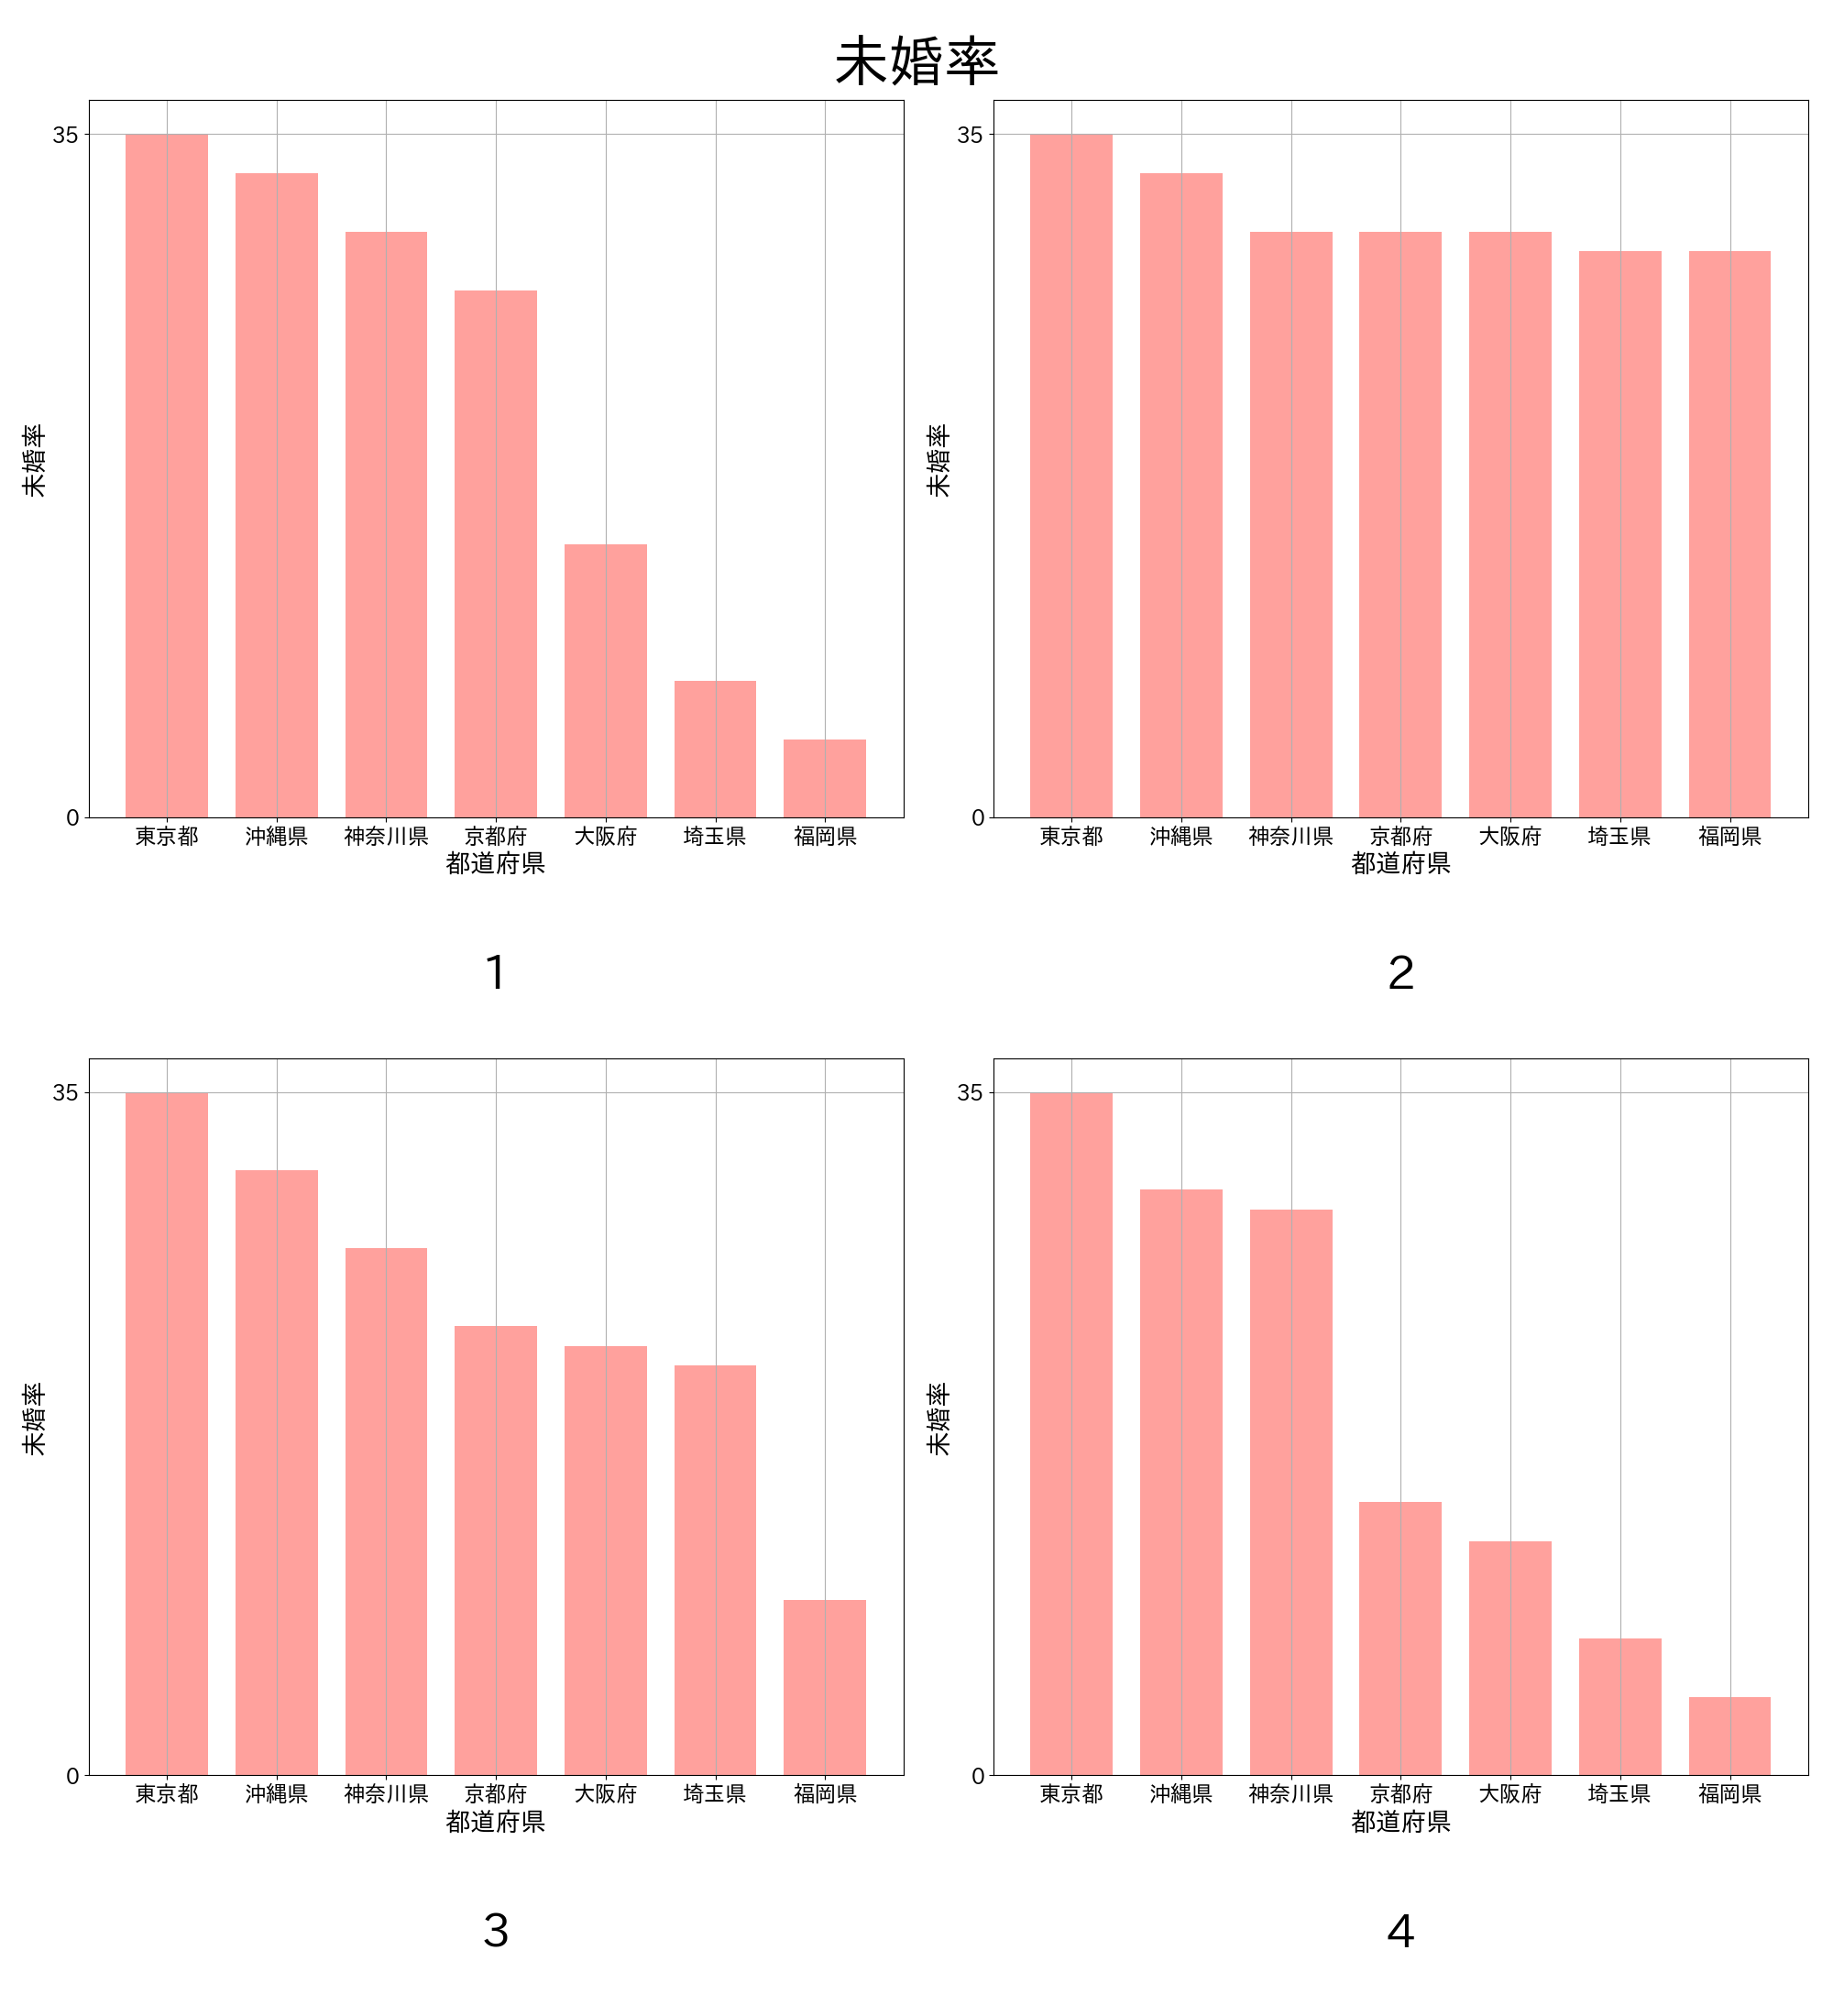 未婚率
35
0
未婚率
東京都 沖縄県 神奈川県 京都府 大阪府 埼玉県 福岡県
都道府県
1
35
0
未婚率
東京都 沖縄県 神奈川県 京都府 大阪府 埼玉県 福岡県
都道府県
2
35
0
未婚率
東京都 沖縄県 神奈川県 京都府 大阪府 埼玉県 福岡県
都道府県
3
35
0
未婚率
東京都 沖縄県 神奈川県 京都府 大阪府 埼玉県 福岡県
都道府県
4